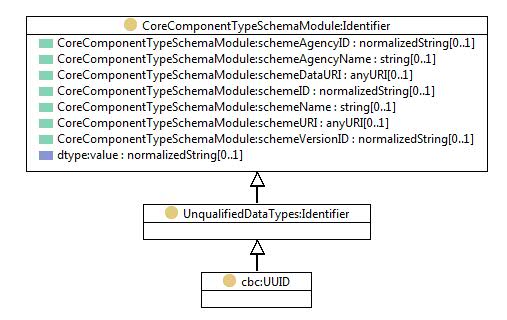 CoreComponentTypeSchemaModule:Identifier
CoreComponentTypeSchemaModule:schemeAgencyID : normalizedString[0..1]
CoreComponentTypeSchemaModule:schemeAgencyName : string[0..1]
CoreComponentTypeSchemaModule:schemeDataURI : anyURI[0..1]
CoreComponentTypeSchemaModule:schemeID : normalizedString[0..1]
CoreComponentTypeSchemaModule:schemeName : string[0..1]
CoreComponentTypeSchemaModule:schemeURI : anyURI[0..1]
CoreComponentTypeSchemaModule:schemeVersionID : normalizedString[0..1]
dtype:value : normalizedString[0..1]
UnqualifiedDataTypes:Identifier
cbc:UUID